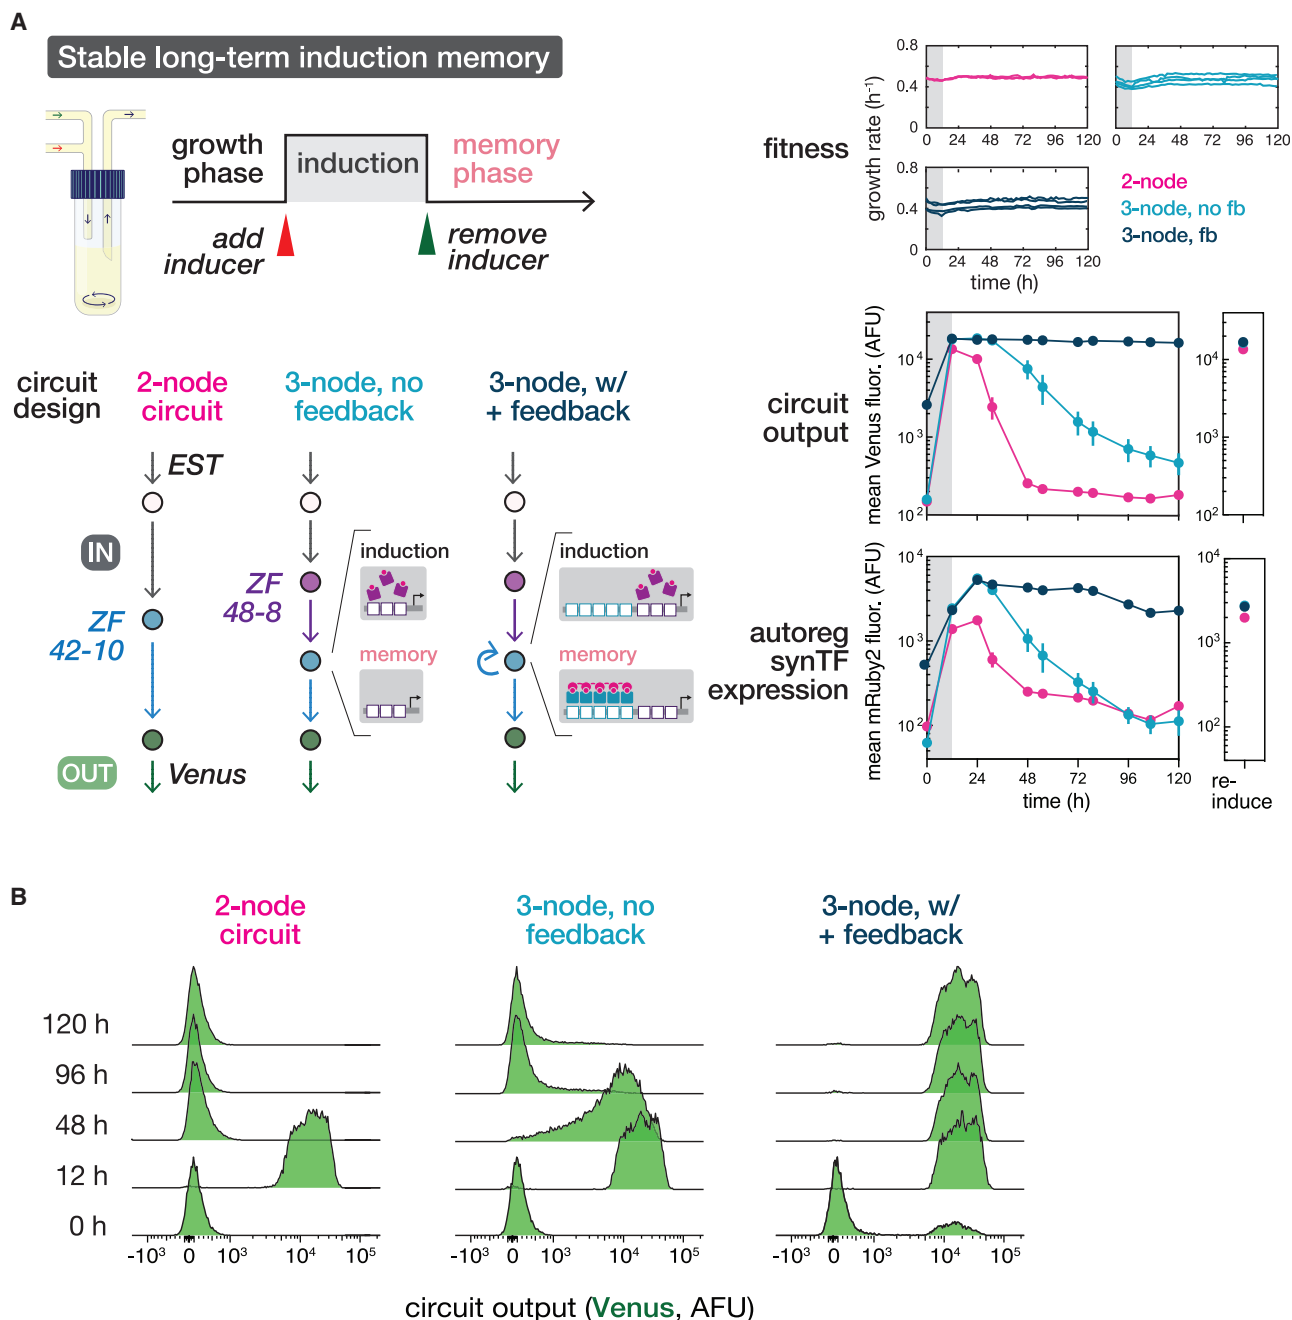 A
Stable long-term induction memory
growth
phase
induction
memory
phase
add
inducer
remove
inducer
circuit
design
2-node
circuit
3-node, no
feedback
3-node, w/
+ feedback
EST
IN
ZF
42-10
ZF
48-8
induction
memory
induction
memory
OUT
Venus
fitness
growth rate (h⁻¹)
0.8
0.4
0
24 48 72 96 120
0 24 48 72 96 120
0.8
0.4
0
0 24 48 72 96 120
time (h)
2-node
3-node, no fb
3-node, fb
circuit
output
mean Venus fluor. (AFU)
10⁴
10³
10²
10⁴
10³
10²
autoreg
synTF
expression
mean mRuby2 fluor. (AFU)
10⁴
10³
10²
0 24 48 72 96 120
time (h)
10⁴
10³
10²
re-
induce
B
2-node
circuit
3-node, no
feedback
3-node, w/
+ feedback
120 h
96 h
48 h
12 h
0 h
-10³ 0 10³ 10⁴ 10⁵
-10³ 0 10³ 10⁴ 10⁵
-10³ 0 10³ 10⁴ 10⁵
circuit output (Venus, AFU)